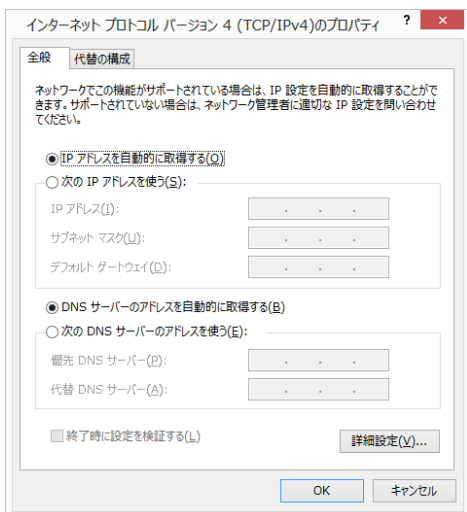 インターネット プロトコル バージョン 4 (TCP/IPv4)のプロパティ ? ×
全般 代替の構成
ネットワークでこの機能がサポートされている場合は、IP 設定を自動的に取得することがで
きます。サポートされていない場合は、ネットワーク管理者に適切な IP 設定を問い合わせ
てください。
IP アドレスを自動的に取得する(O)
次の IP アドレスを使う(S):
IP アドレス(I): . . .
サブネット マスク(U): . . .
デフォルト ゲートウェイ(D): . . .
DNS サーバーのアドレスを自動的に取得する(B)
次の DNS サーバーのアドレスを使う(E):
優先 DNS サーバー(P): . . .
代替 DNS サーバー(A): . . .
終了時に設定を検証する(L)
詳細設定(V)...
OK キャンセル